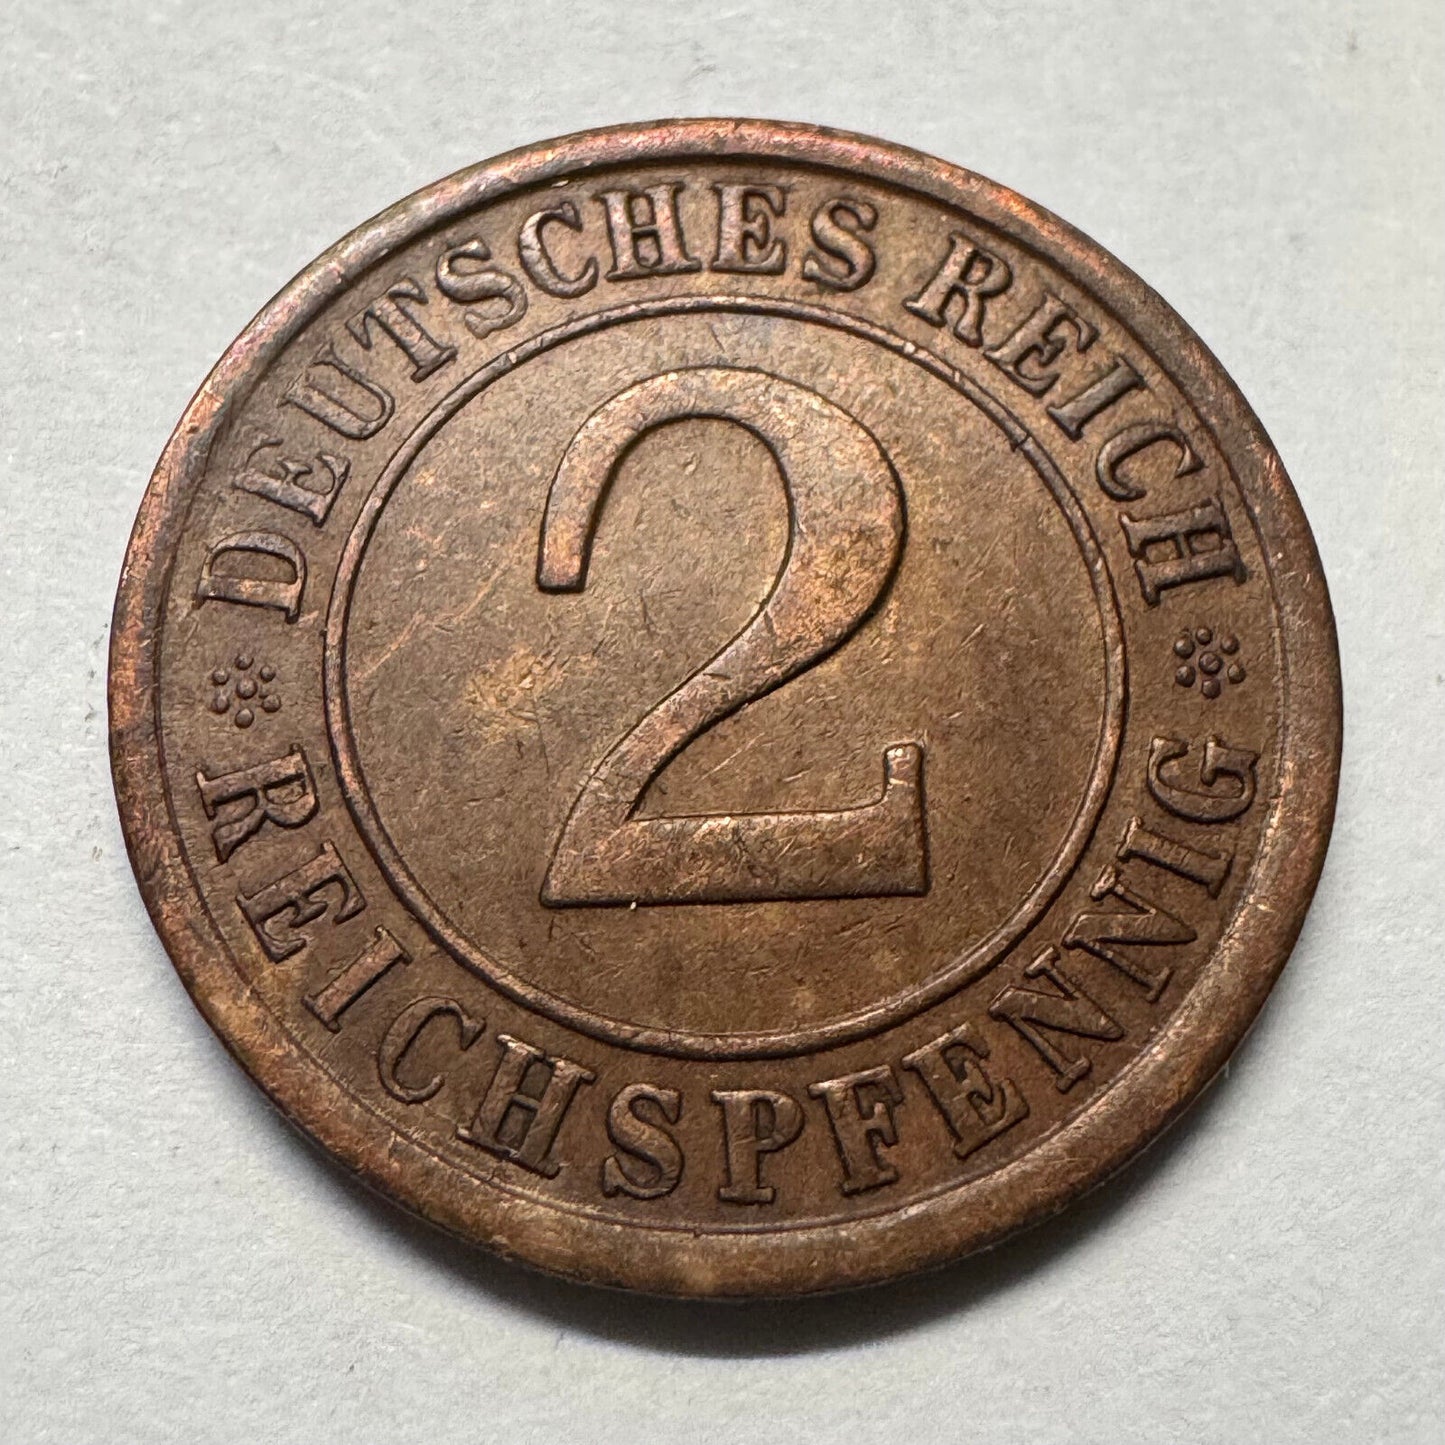 DEUTSCHES REICH
2
REICHSPFENNIG